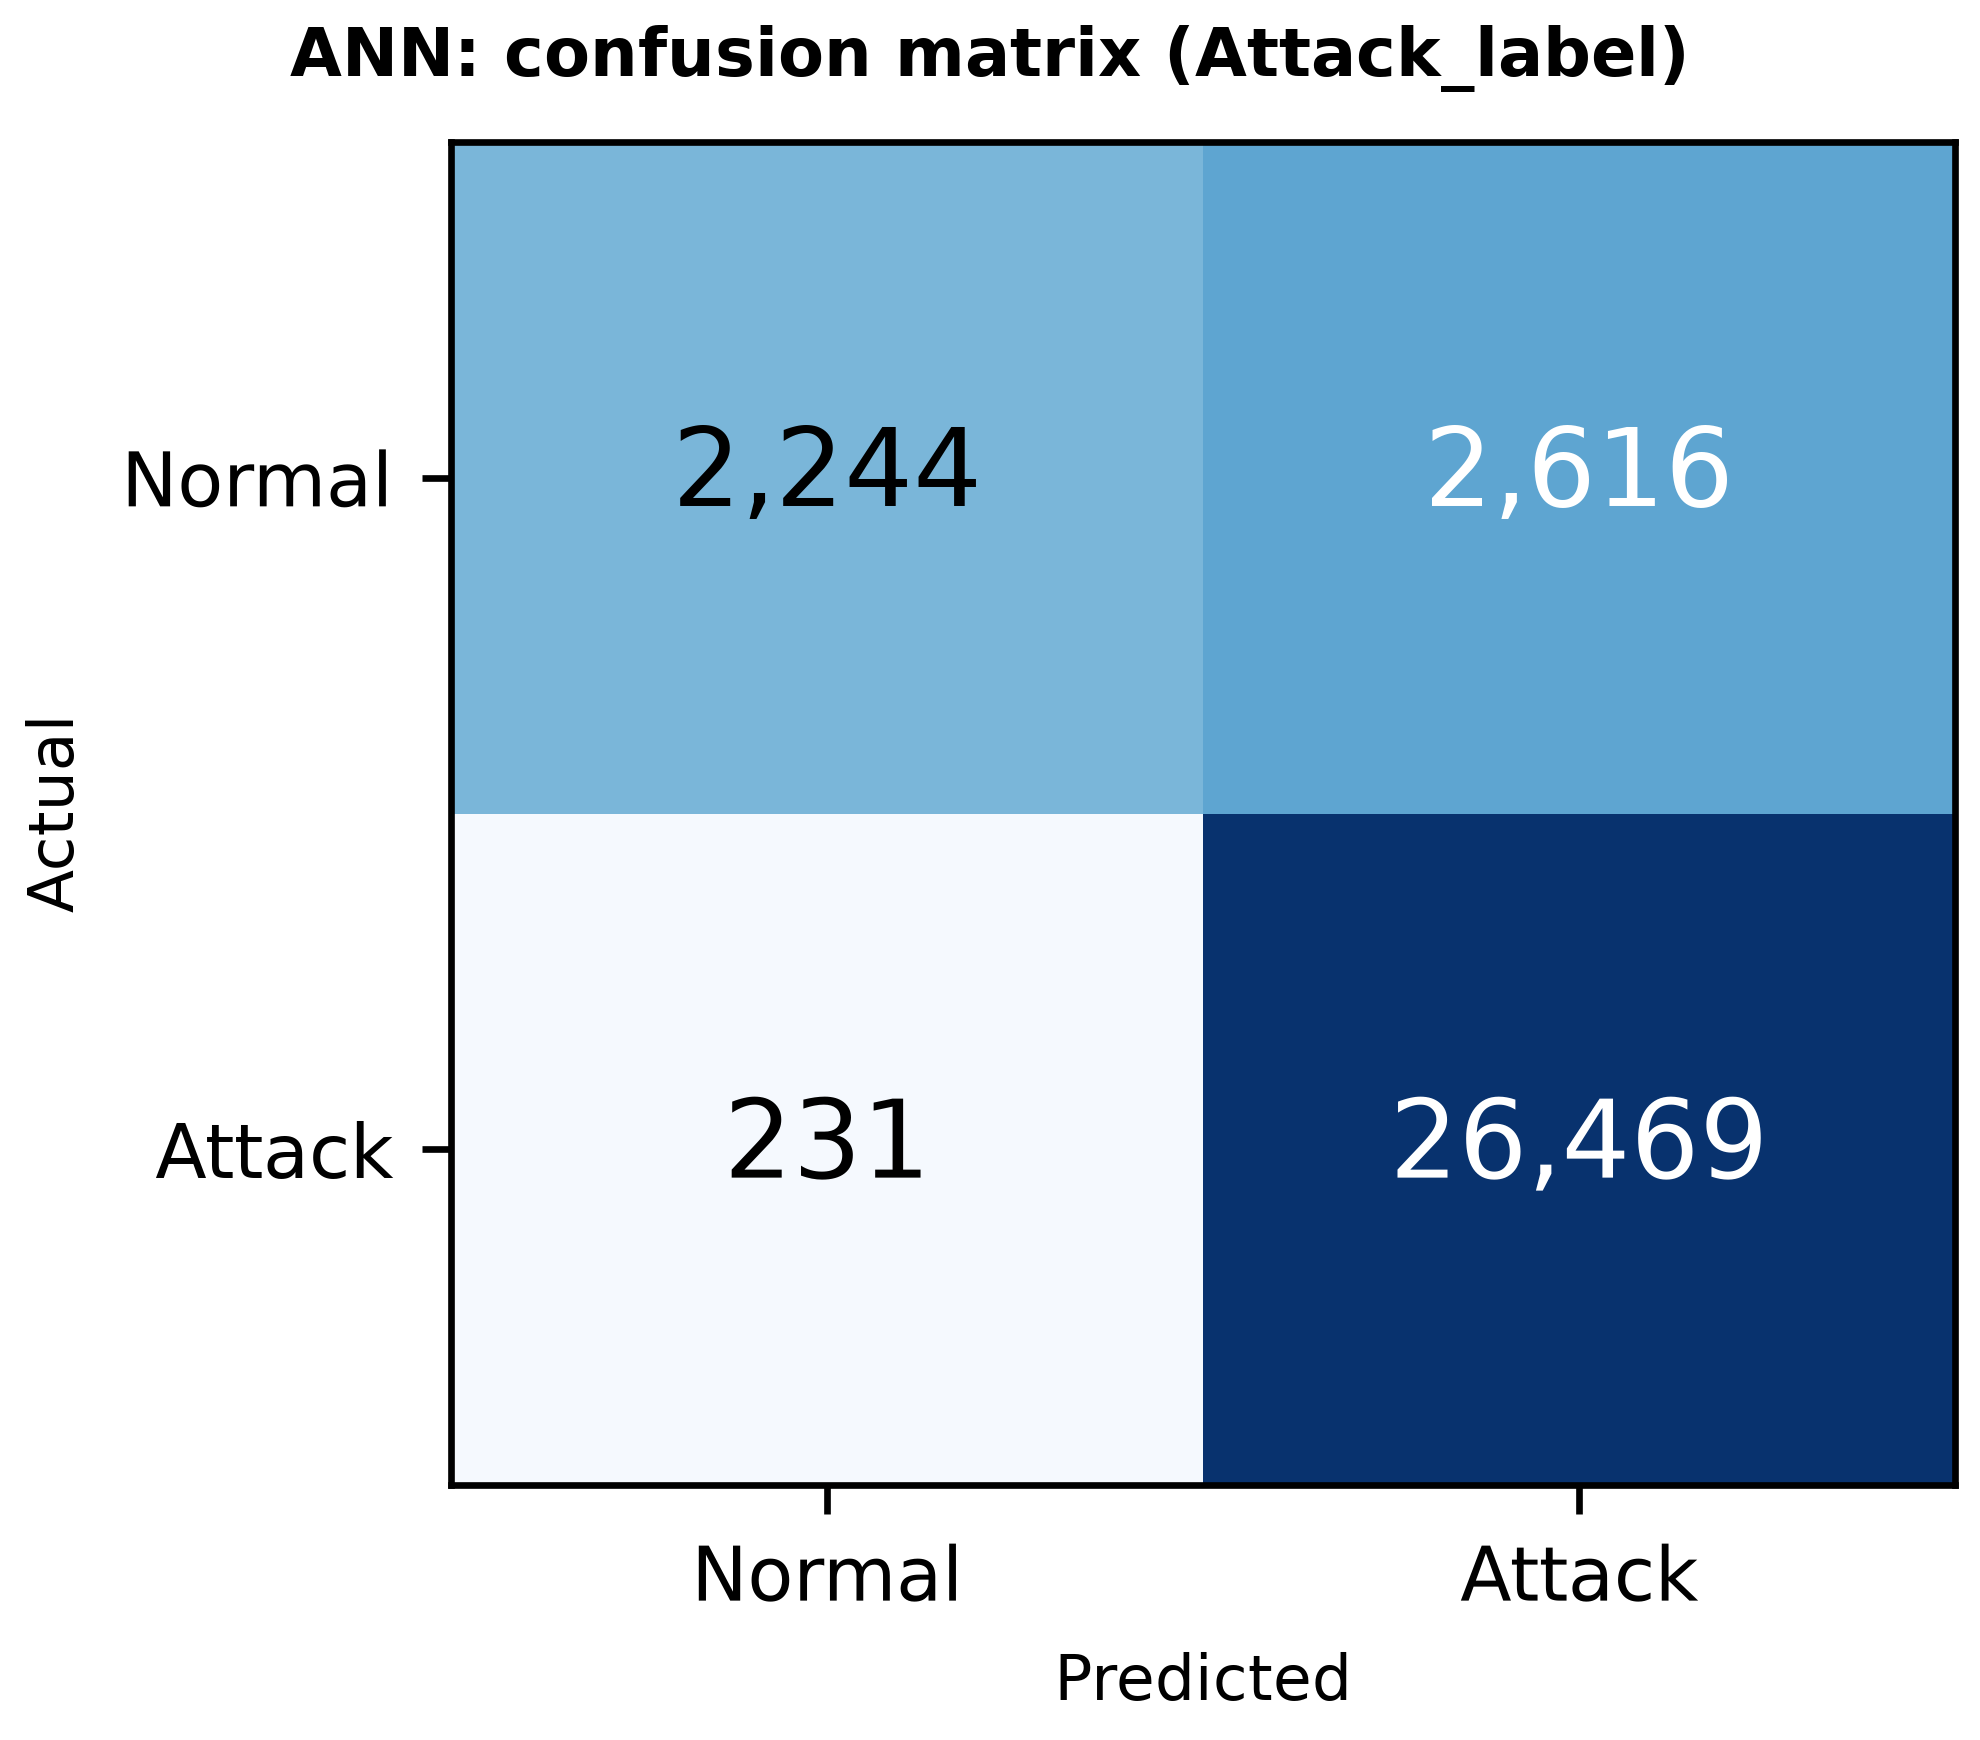 ANN: confusion matrix (Attack_label)
Normal
2,244
2,616
Actual
Attack
231
26,469
Normal
Attack
Predicted